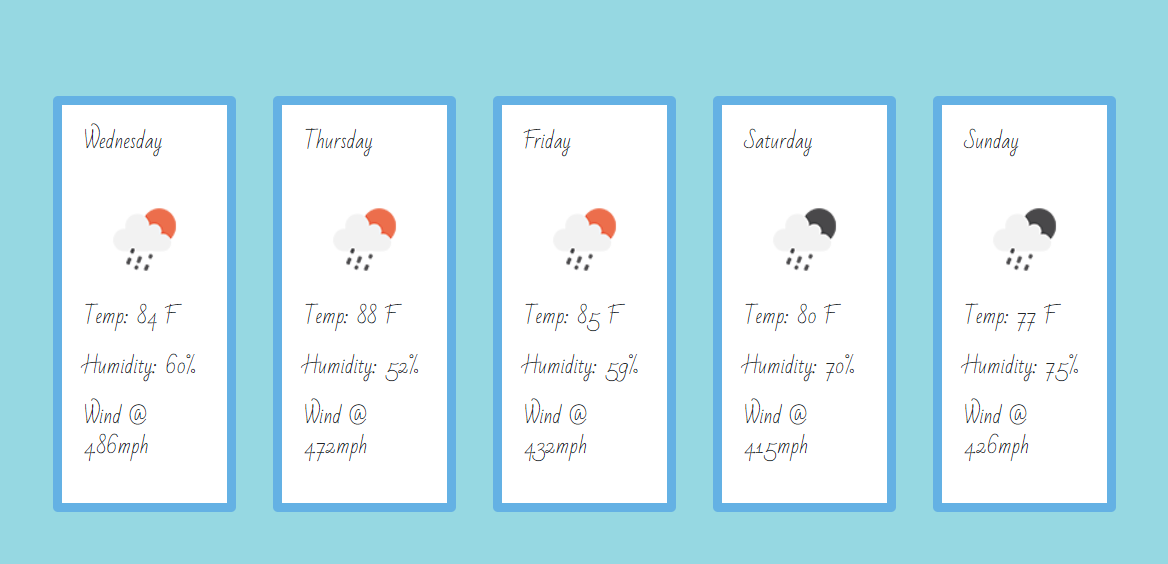 Wednesday
Temp: 84 F
Humidity: 60%
Wind @
486mph
Thursday
Temp: 88 F
Humidity: 52%
Wind @
472mph
Friday
Temp: 85 F
Humidity: 59%
Wind @
432mph
Saturday
Temp: 80 F
Humidity: 70%
Wind @
415mph
Sunday
Temp: 77 F
Humidity: 75%
Wind @
426mph